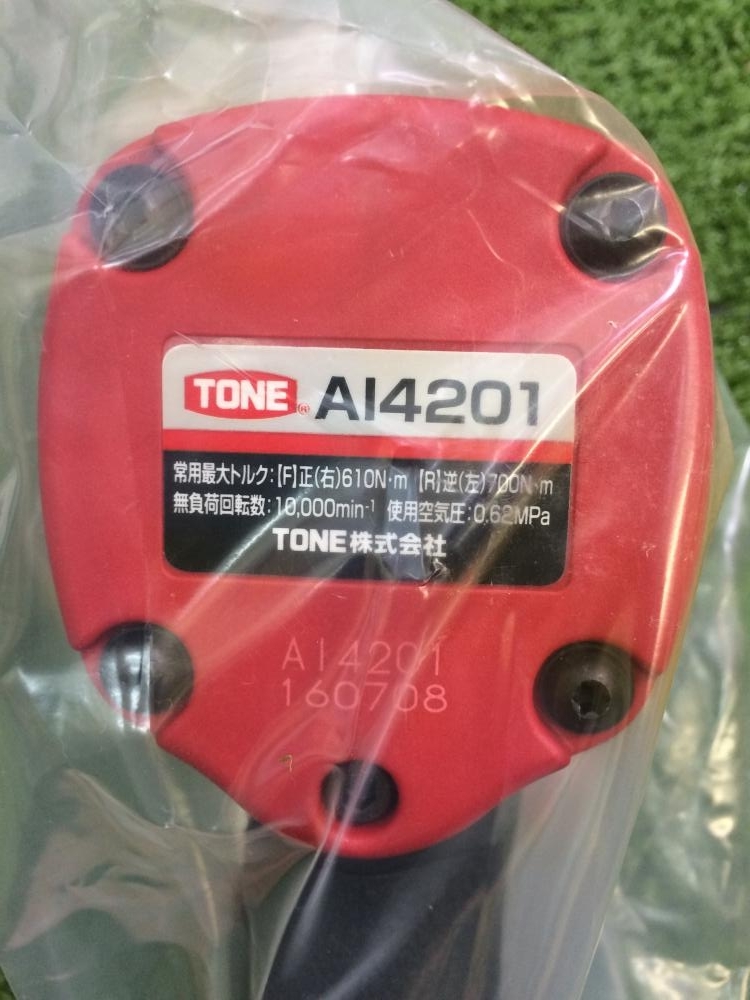 TONE® AI4201
常用最大トルク:[F]正(右)610N·m [R]逆(左)700N·m
無負荷回転数:10,000min⁻¹ 使用空気圧:0.62MPa
TONE株式会社
AI4201
160708